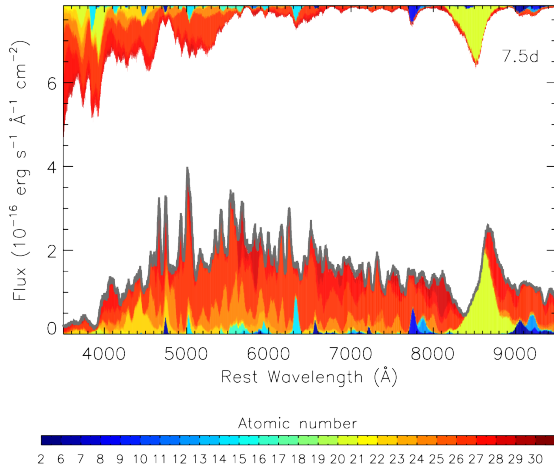 7.5d
6
4
2
0
Flux (10⁻¹⁶ erg s⁻¹ Å⁻¹ cm⁻²)
4000 5000 6000 7000 8000 9000
Rest Wavelength (Å)
Atomic number
2 6 7 8 9 10 11 12 13 14 15 16 17 18 19 20 21 22 23 24 25 26 27 28 29 30